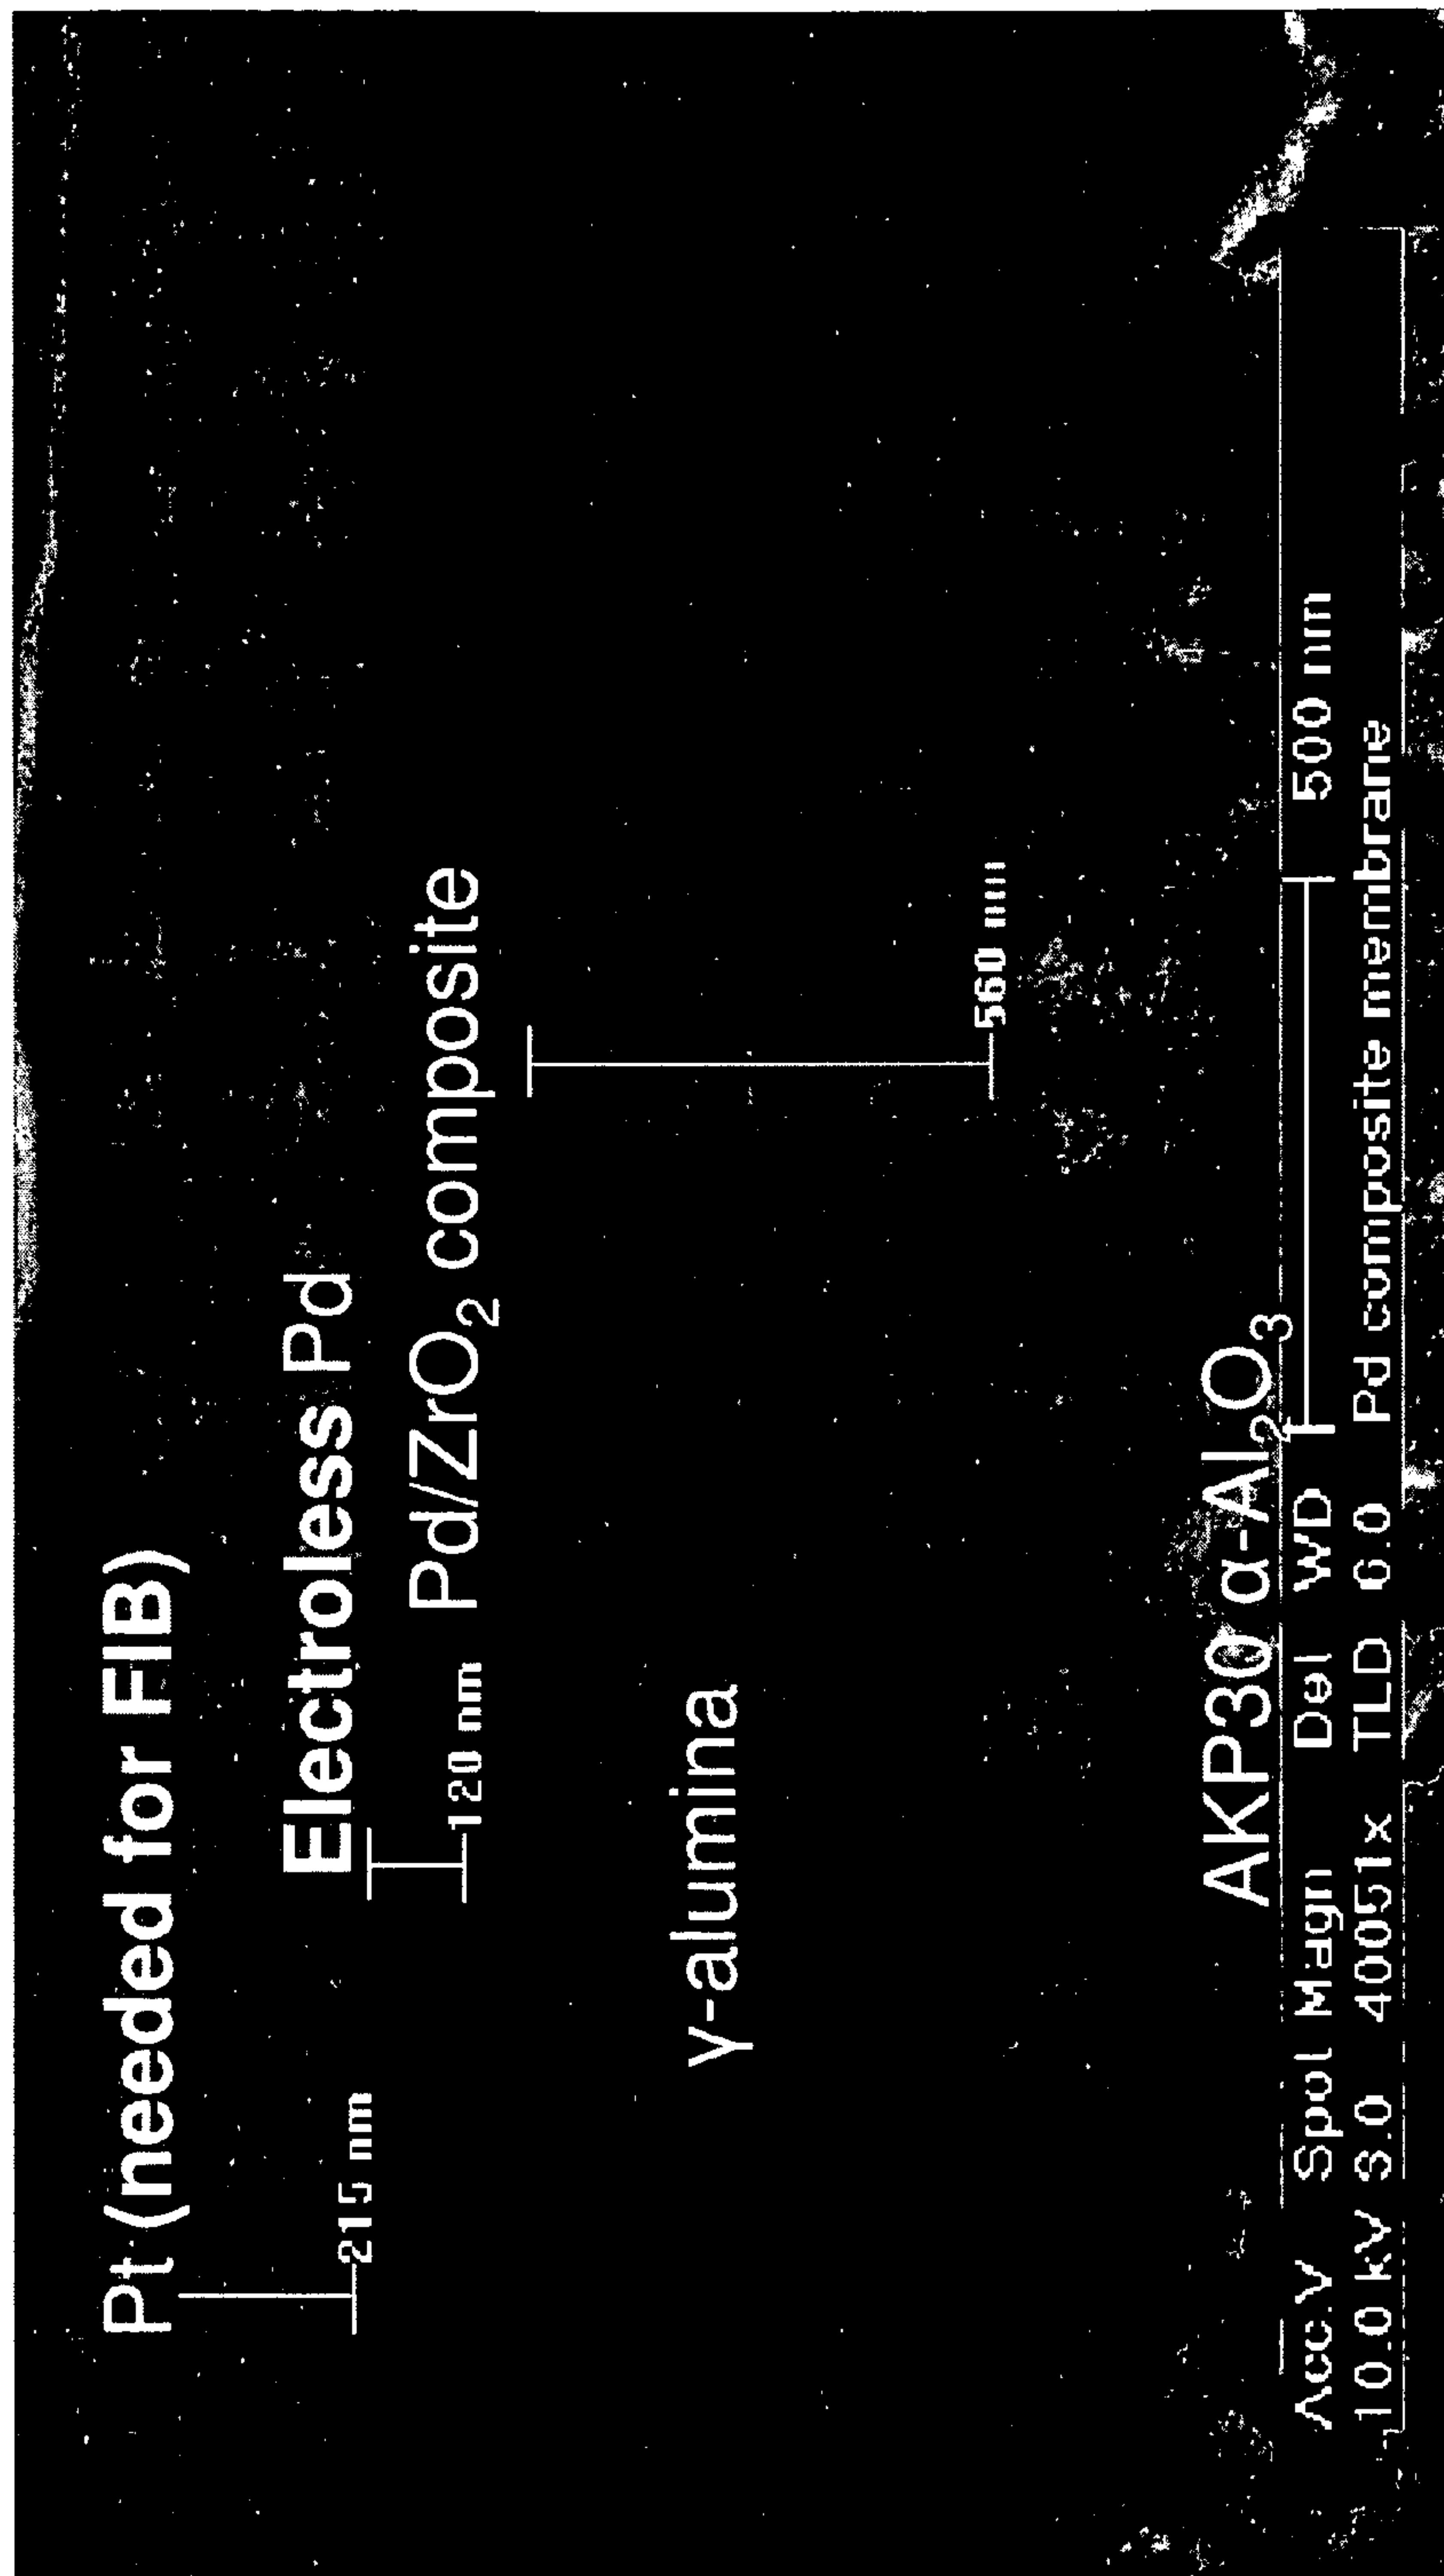 Pt (needed for FIB)
215 nm
Electroless Pd
120 nm
Pd/ZrO₂ composite
γ-alumina
560 nm
AKP30 α-Al₂O₃
Acc.V Spot Magn Det WD 500 nm
10.0 kV 3.0 40051x TLD 6.0 Pd composite membrane